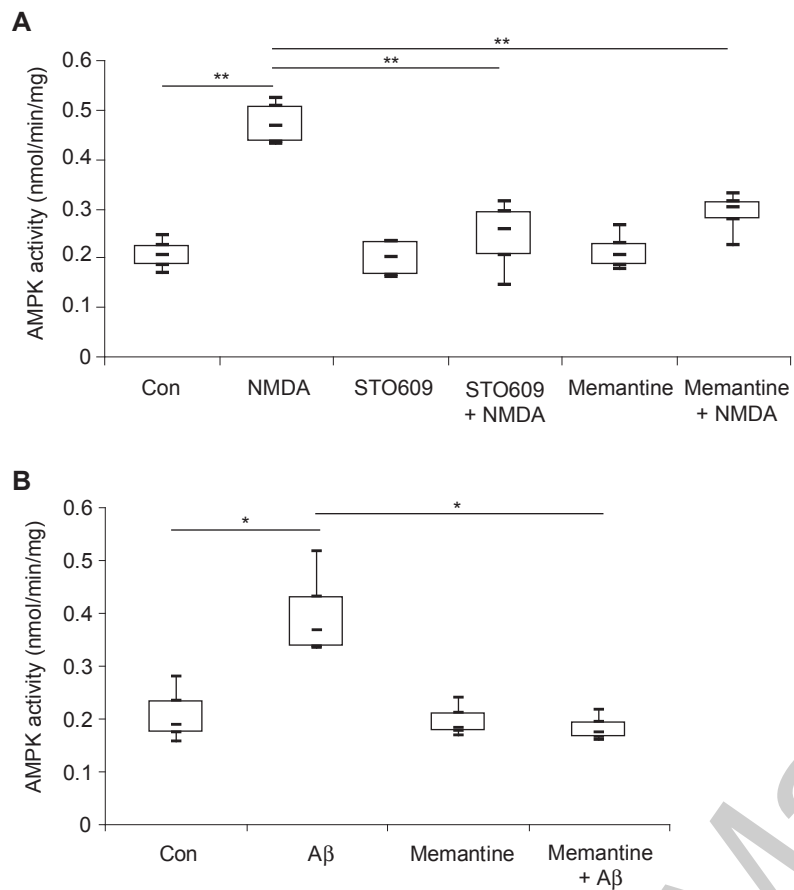 A
**
**
**
0.6
0.5
0.4
0.3
0.2
0.1
0
AMPK activity (nmol/min/mg)
Con NMDA STO609 STO609 Memantine Memantine
+ NMDA + NMDA
B
*
*
0.6
0.5
0.4
0.3
0.2
0.1
0
AMPK activity (nmol/min/mg)
Con Aβ Memantine Memantine
+ Aβ
Ma